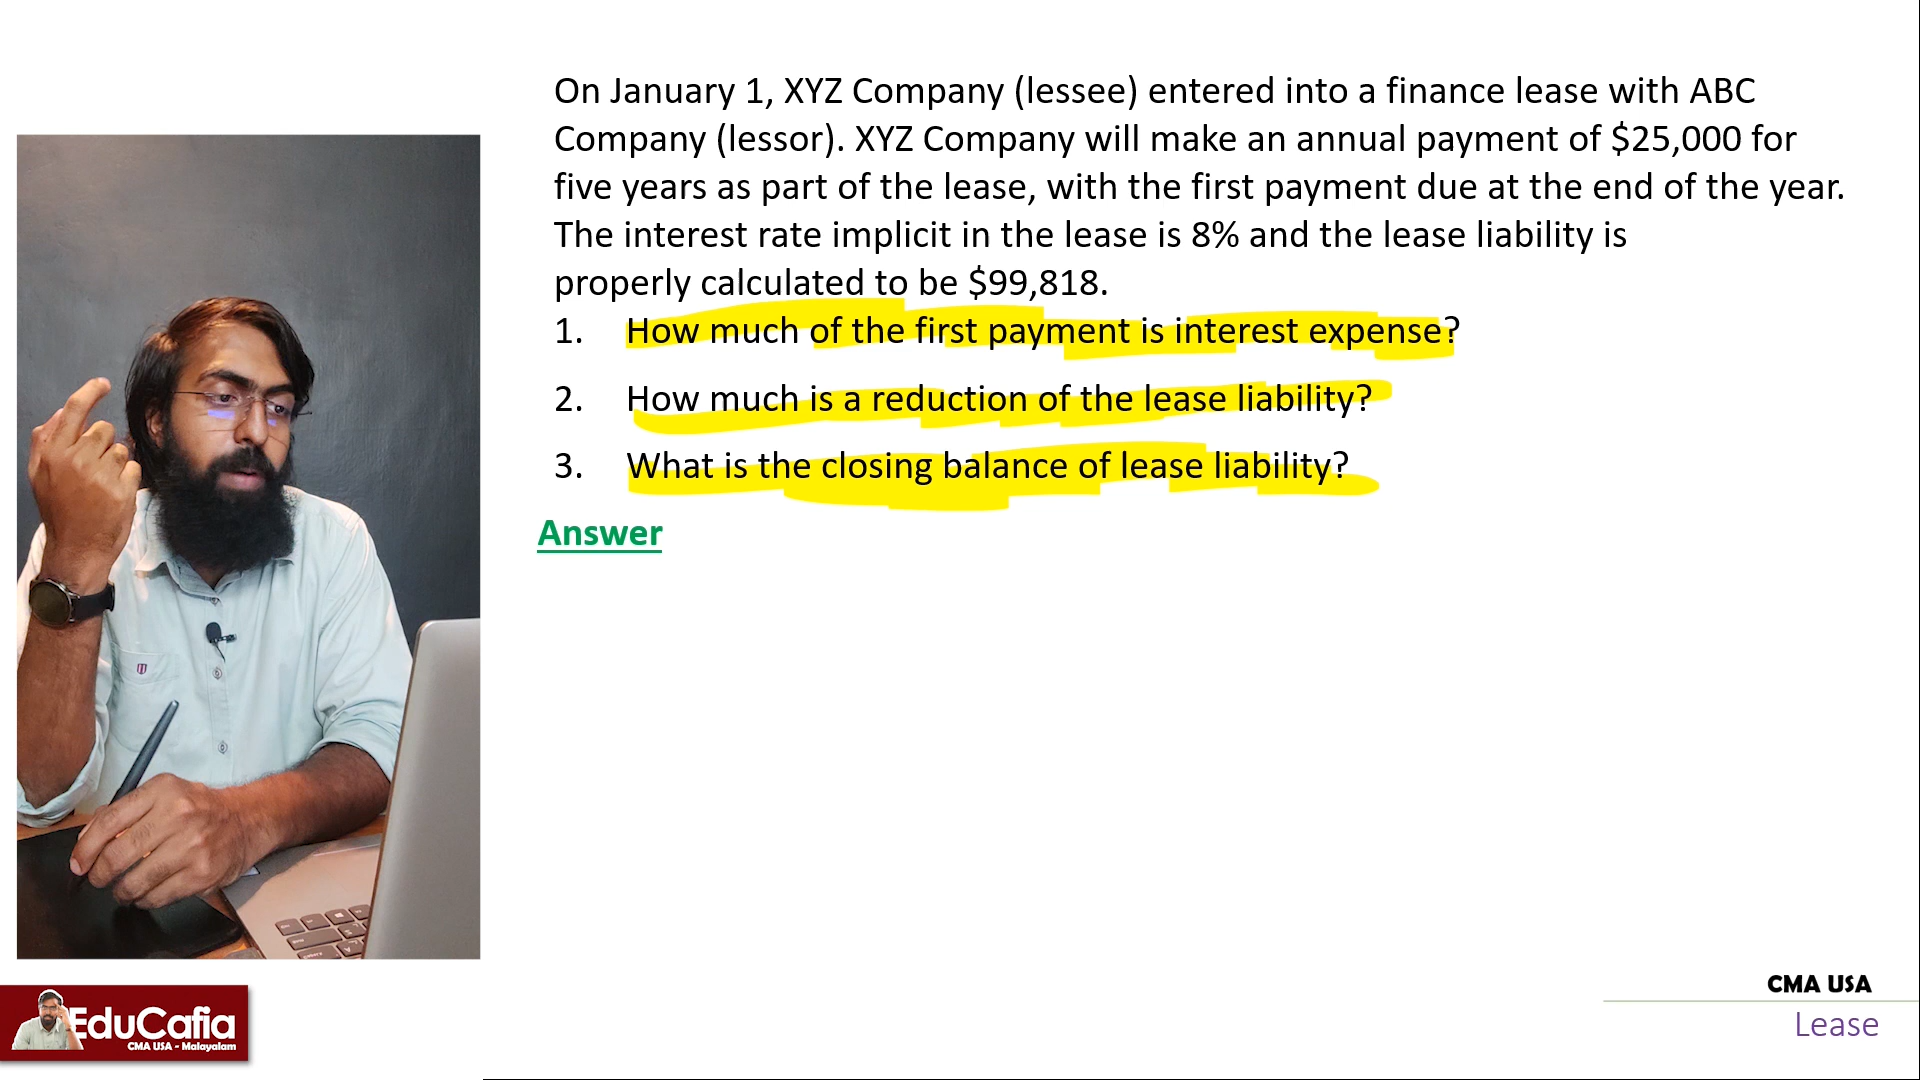 On January 1, XYZ Company (lessee) entered into a finance lease with ABC
Company (lessor). XYZ Company will make an annual payment of $25,000 for
five years as part of the lease, with the first payment due at the end of the year.
The interest rate implicit in the lease is 8% and the lease liability is
properly calculated to be $99,818.
1. How much of the first payment is interest expense?
2. How much is a reduction of the lease liability?
3. What is the closing balance of lease liability?
Answer
EduCafia
CMA USA - Malayalam
CMA USA
Lease